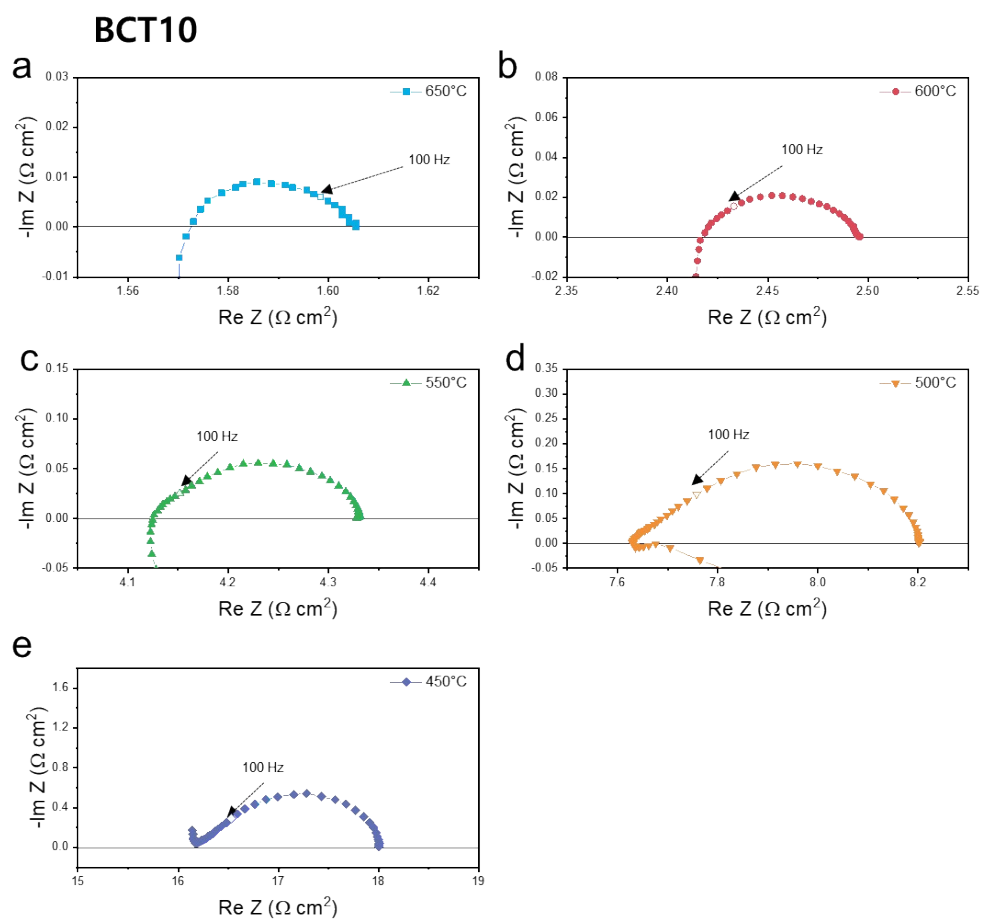 BCT10
a
650°C
100 Hz
0.03
0.02
0.01
0.00
-0.01
-Im Z (Ω cm²)
1.56 1.58 1.60 1.62
Re Z (Ω cm²)
b
600°C
100 Hz
0.08
0.06
0.04
0.02
0.00
-0.02
-Im Z (Ω cm²)
2.35 2.40 2.45 2.50 2.55
Re Z (Ω cm²)
c
550°C
100 Hz
0.15
0.10
0.05
0.00
-0.05
-Im Z (Ω cm²)
4.1 4.2 4.3 4.4
Re Z (Ω cm²)
d
500°C
100 Hz
0.35
0.30
0.25
0.20
0.15
0.10
0.05
0.00
-0.05
-Im Z (Ω cm²)
7.6 7.8 8.0 8.2
Re Z (Ω cm²)
e
450°C
100 Hz
1.6
1.2
0.8
0.4
0.0
-Im Z (Ω cm²)
15 16 17 18 19
Re Z (Ω cm²)